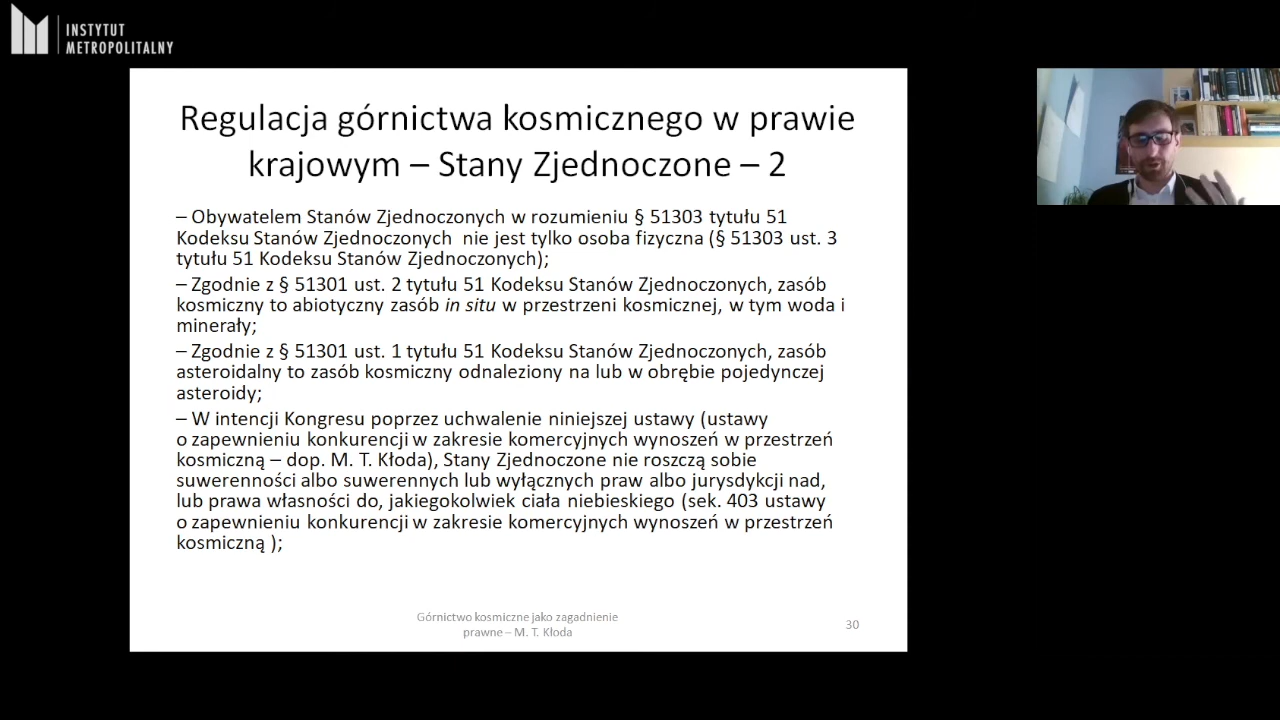 INSTYTUT
METROPOLITALNY
Regulacja górnictwa kosmicznego w prawie
krajowym – Stany Zjednoczone – 2
– Obywatelem Stanów Zjednoczonych w rozumieniu § 51303 tytułu 51
Kodeksu Stanów Zjednoczonych nie jest tylko osoba fizyczna (§ 51303 ust. 3
tytułu 51 Kodeksu Stanów Zjednoczonych);
– Zgodnie z § 51301 ust. 2 tytułu 51 Kodeksu Stanów Zjednoczonych, zasób
kosmiczny to abiotyczny zasób in situ w przestrzeni kosmicznej, w tym woda i
minerały;
– Zgodnie z § 51301 ust. 1 tytułu 51 Kodeksu Stanów Zjednoczonych, zasób
asteroidalny to zasób kosmiczny odnaleziony na lub w obrębie pojedynczej
asteroidy;
– W intencji Kongresu poprzez uchwalenie niniejszej ustawy (ustawy
o zapewnieniu konkurencji w zakresie komercyjnych wynoszeń w przestrzeń
kosmiczną – dop. M. T. Kłoda), Stany Zjednoczone nie roszczą sobie
suwerenności albo suwerennych lub wyłącznych praw albo jurysdykcji nad,
lub prawa własności do, jakiegokolwiek ciała niebieskiego (sek. 403 ustawy
o zapewnieniu konkurencji w zakresie komercyjnych wynoszeń w przestrzeń
kosmiczną );
Górnictwo kosmiczne jako zagadnienie
prawne – M. T. Kłoda
30